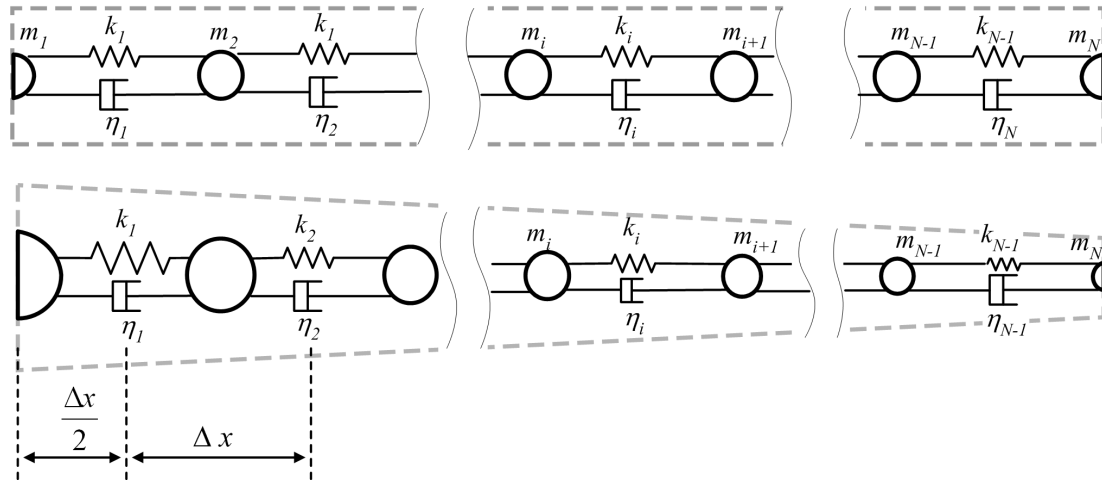 m1 k1 m2 k1 mi ki mi+1 mN-1 kN-1 mN
η1 η2 ηi ηN
k1 k2 mi ki mi+1 mN-1 kN-1 mN
η1 η2 ηi ηN-1
Δx
2
Δ x